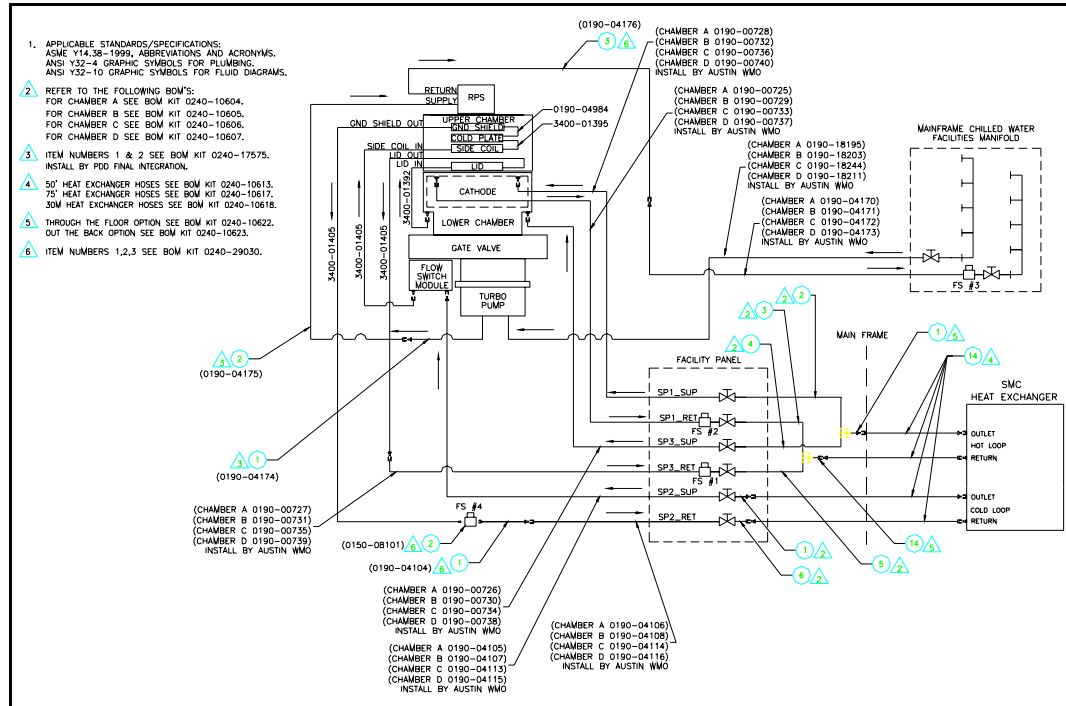 1. APPLICABLE STANDARDS/SPECIFICATIONS:
ASME Y14.38-1999, ABBREVIATIONS AND ACRONYMS.
ANSI Y32-4 GRAPHIC SYMBOLS FOR PLUMBING.
ANSI Y32-10 GRAPHIC SYMBOLS FOR FLUID DIAGRAMS.
2 REFER TO THE FOLLOWING BOM'S:
FOR CHAMBER A SEE BOM KIT 0240-10604.
FOR CHAMBER B SEE BOM KIT 0240-10605.
FOR CHAMBER C SEE BOM KIT 0240-10606.
FOR CHAMBER D SEE BOM KIT 0240-10607.
3 ITEM NUMBERS 1 & 2 SEE BOM KIT 0240-17575.
INSTALL BY PDD FINAL INTEGRATION.
4 50' HEAT EXCHANGER HOSES SEE BOM KIT 0240-10613.
75' HEAT EXCHANGER HOSES SEE BOM KIT 0240-10617.
30M HEAT EXCHANGER HOSES SEE BOM KIT 0240-10618.
5 THROUGH THE FLOOR OPTION SEE BOM KIT 0240-10622.
OUT THE BACK OPTION SEE BOM KIT 0240-10623.
6 ITEM NUMBERS 1,2,3 SEE BOM KIT 0240-29030.
(0190-04176)
3 6
RETURN
SUPPLY
RPS
GND SHIELD OUT
UPPER CHAMBER
GND SHIELD
COLD PLATE
SIDE COIL
0190-04984
3400-01395
SIDE COIL IN
LID OUT
LID IN
LID
CATHODE
LOWER CHAMBER
GATE VALVE
FLOW
SWITCH
MODULE
TURBO
PUMP
3400-01392
3400-01405
3400-01405
3400-01405
(CHAMBER A 0190-00728)
(CHAMBER B 0190-00732)
(CHAMBER C 0190-00736)
(CHAMBER D 0190-00740)
INSTALL BY AUSTIN WMO
(CHAMBER A 0190-00725)
(CHAMBER B 0190-00729)
(CHAMBER C 0190-00733)
(CHAMBER D 0190-00737)
INSTALL BY AUSTIN WMO
(CHAMBER A 0190-18195)
(CHAMBER B 0190-18203)
(CHAMBER C 0190-18244)
(CHAMBER D 0190-18211)
INSTALL BY AUSTIN WMO
(CHAMBER A 0190-04170)
(CHAMBER B 0190-04171)
(CHAMBER C 0190-04172)
(CHAMBER D 0190-04173)
INSTALL BY AUSTIN WMO
MAINFRAME CHILLED WATER
FACILITIES MANIFOLD
FS #3
3 2
(0190-04175)
3 1
(0190-04174)
2 2
2 3
2 4
MAIN FRAME
1 5
14 4
FACILITY PANEL
SP1_SUP
SP1_RET
FS #2
SP3_SUP
SP3_RET
FS #1
SP2_SUP
SP2_RET
SMC
HEAT EXCHANGER
OUTLET
HOT LOOP
RETURN
OUTLET
COLD LOOP
RETURN
(CHAMBER A 0190-00727)
(CHAMBER B 0190-00731)
(CHAMBER C 0190-00735)
(CHAMBER D 0190-00739)
INSTALL BY AUSTIN WMO
FS #4
(0150-08101) 6 2
(0190-04104) 6 1
1 2
6 2
14 5
5 2
(CHAMBER A 0190-00726)
(CHAMBER B 0190-00730)
(CHAMBER C 0190-00734)
(CHAMBER D 0190-00738)
INSTALL BY AUSTIN WMO
(CHAMBER A 0190-04105)
(CHAMBER B 0190-04107)
(CHAMBER C 0190-04113)
(CHAMBER D 0190-04115)
INSTALL BY AUSTIN WMO
(CHAMBER A 0190-04106)
(CHAMBER B 0190-04108)
(CHAMBER C 0190-04114)
(CHAMBER D 0190-04116)
INSTALL BY AUSTIN WMO